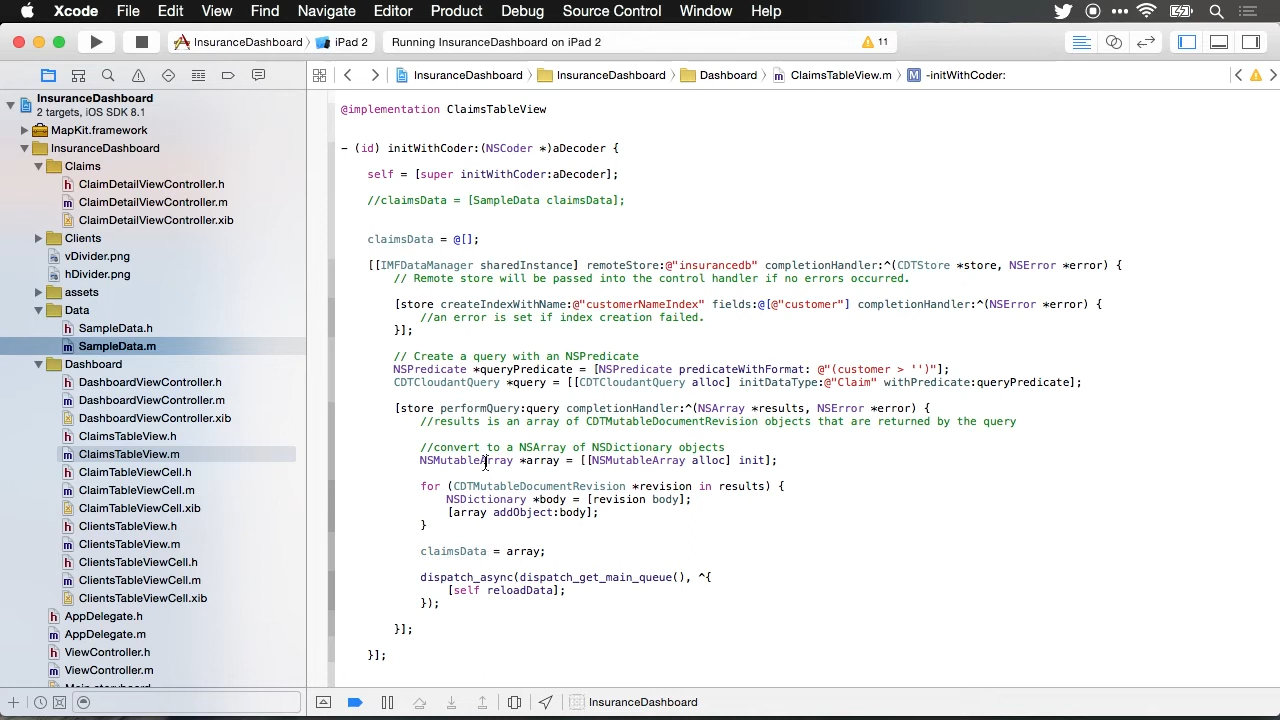 Xcode File Edit View Find Navigate Editor Product Debug Source Control Window Help
InsuranceDashboard iPad 2 Running InsuranceDashboard on iPad 2 11
InsuranceDashboard InsuranceDashboard Dashboard ClaimsTableView.m M -initWithCoder:
InsuranceDashboard
2 targets, iOS SDK 8.1
MapKit.framework
InsuranceDashboard
Claims
h ClaimDetailViewController.h
m ClaimDetailViewController.m
ClaimDetailViewController.xib
Clients
vDivider.png
hDivider.png
assets
Data
h SampleData.h
m SampleData.m
Dashboard
h DashboardViewController.h
m DashboardViewController.m
DashboardViewController.xib
h ClaimsTableView.h
m ClaimsTableView.m
h ClaimTableViewCell.h
m ClaimTableViewCell.m
ClaimTableViewCell.xib
h ClientsTableView.h
m ClientsTableView.m
h ClientsTableViewCell.h
m ClientsTableViewCell.m
ClientsTableViewCell.xib
h AppDelegate.h
m AppDelegate.m
h ViewController.h
m ViewController.m
Main.storyboard
@implementation ClaimsTableView
- (id) initWithCoder:(NSCoder *)aDecoder {
self = [super initWithCoder:aDecoder];
//claimsData = [SampleData claimsData];
claimsData = @[];
[[IMFDataManager sharedInstance] remoteStore:@"insurancedb" completionHandler:^(CDTStore *store, NSError *error) {
// Remote store will be passed into the control handler if no errors occurred.
[store createIndexWithName:@"customerNameIndex" fields:@[@"customer"] completionHandler:^(NSError *error) {
//an error is set if index creation failed.
}];
// Create a query with an NSPredicate
NSPredicate *queryPredicate = [NSPredicate predicateWithFormat: @"(customer > '')"];
CDTCloudantQuery *query = [[CDTCloudantQuery alloc] initDataType:@"Claim" withPredicate:queryPredicate];
[store performQuery:query completionHandler:^(NSArray *results, NSError *error) {
//results is an array of CDTMutableDocumentRevision objects that are returned by the query
//convert to a NSArray of NSDictionary objects
NSMutableArray *array = [[NSMutableArray alloc] init];
for (CDTMutableDocumentRevision *revision in results) {
NSDictionary *body = [revision body];
[array addObject:body];
}
claimsData = array;
dispatch_async(dispatch_get_main_queue(), ^{
[self reloadData];
});
}];
}];
InsuranceDashboard